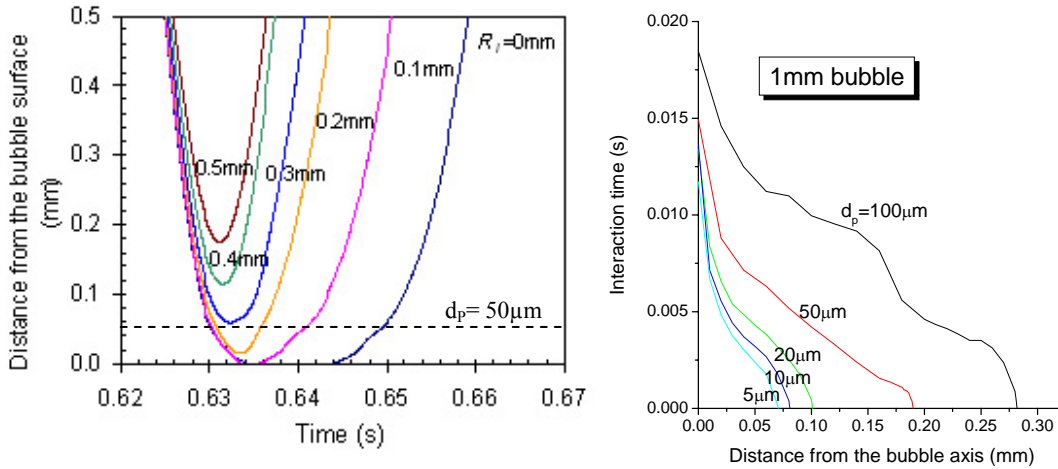 Distance from the bubble surface
(mm)
0.5
0.4
0.3
0.2
0.1
0.0
R_i=0mm
0.1mm
0.2mm
0.3mm
0.5mm
0.4mm
dₚ= 50µm
0.62
0.63
0.64
0.65
0.66
0.67
Time (s)
Interaction time (s)
0.020
0.015
0.010
0.005
0.000
1mm bubble
dₚ=100µm
50µm
20µm
10µm
5µm
0.00
0.05
0.10
0.15
0.20
0.25
0.30
Distance from the bubble axis (mm)